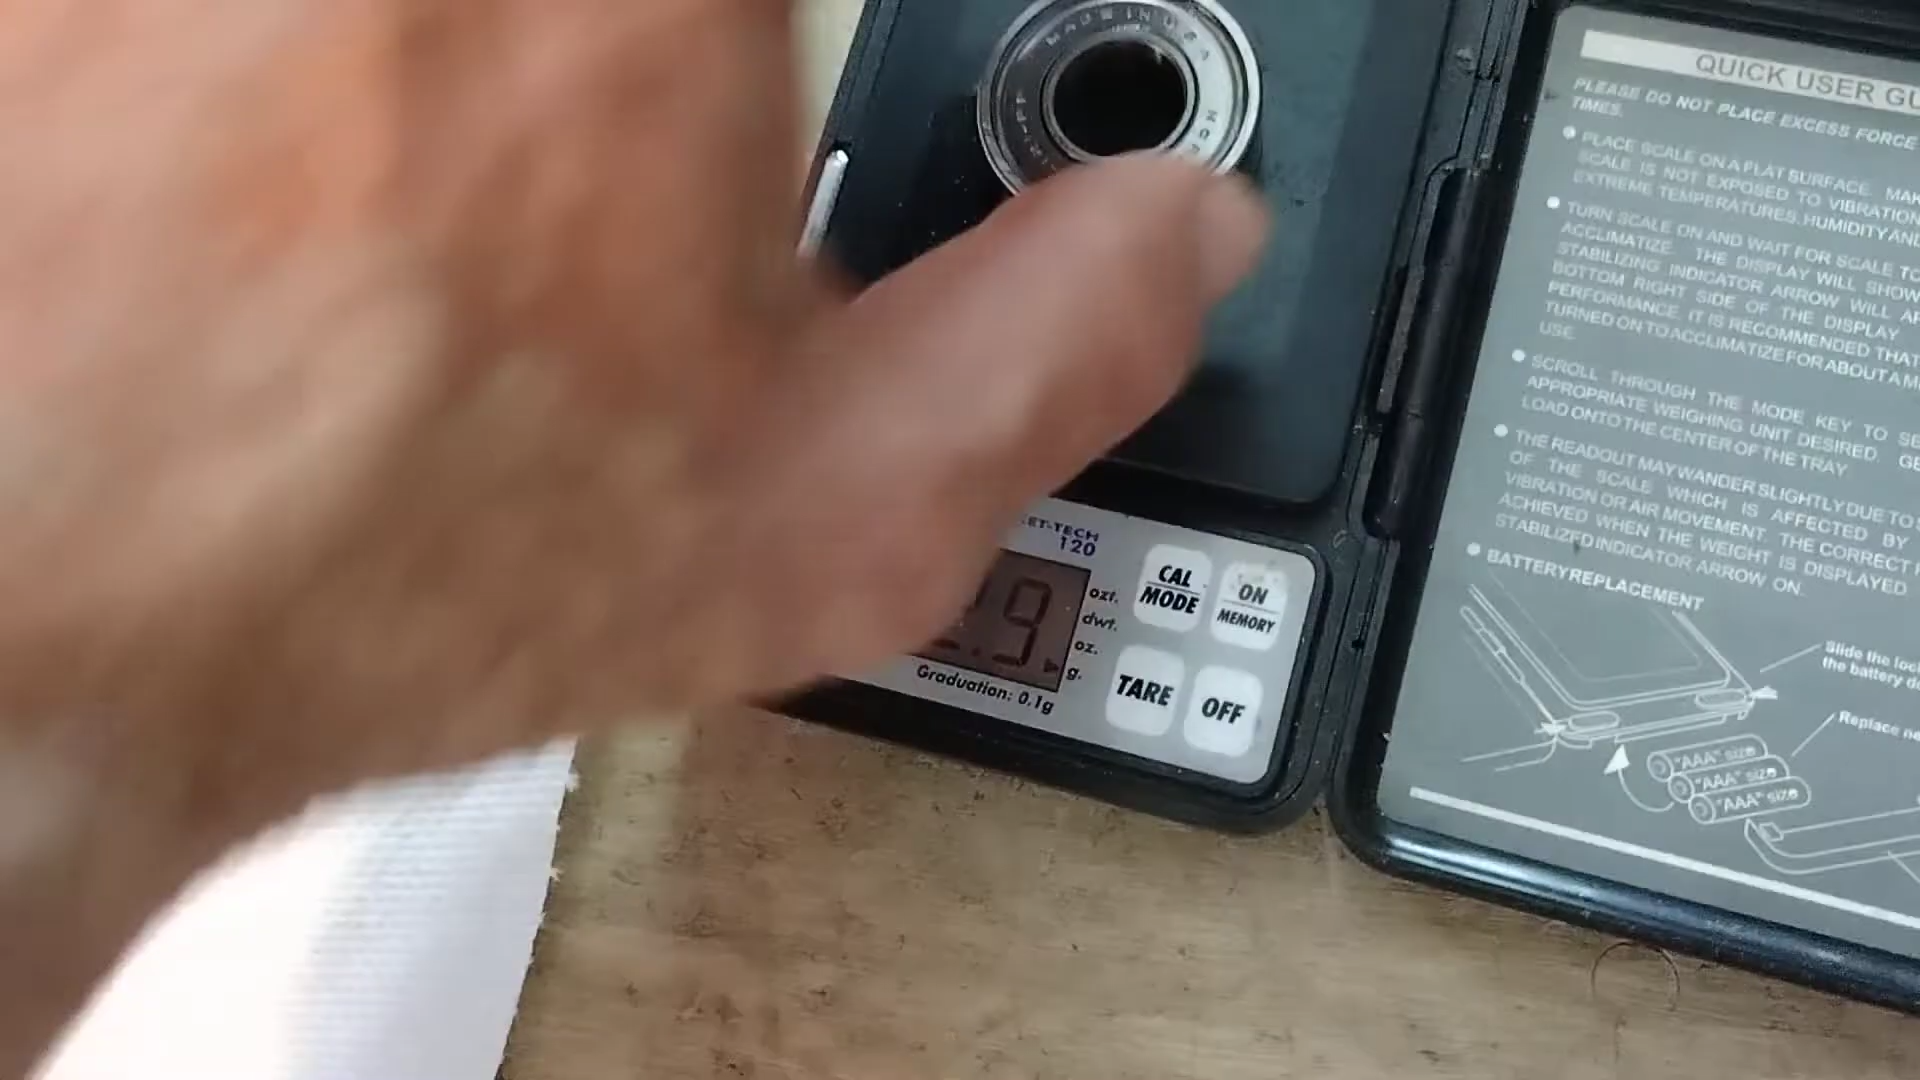 MADE IN U.S.A
QUICK USER GU
PLEASE DO NOT PLACE EXCESS FORCE
TIMES.
PLACE SCALE ON A FLAT SURFACE. MAK
SCALE IS NOT EXPOSED TO VIBRATION
EXTREME TEMPERATURES, HUMIDITY AND
TURN SCALE ON AND WAIT FOR SCALE TO
ACCLIMATIZE. THE DISPLAY WILL SHOW
STABILIZING INDICATOR ARROW WILL AP
BOTTOM RIGHT SIDE OF THE DISPLAY
PERFORMANCE, IT IS RECOMMENDED THAT
TURNED ON TO ACCLIMATIZE FOR ABOUT A M
USE.
SCROLL THROUGH THE MODE KEY TO SE
APPROPRIATE WEIGHING UNIT DESIRED. GE
LOAD ONTO THE CENTER OF THE TRAY
THE READOUT MAY WANDER SLIGHTLY DUE TO
OF THE SCALE WHICH IS AFFECTED BY
VIBRATION OR AIR MOVEMENT. THE CORRECT
ACHIEVED WHEN THE WEIGHT IS DISPLAYED
STABILIZED INDICATOR ARROW ON.
BATTERY REPLACEMENT
Slide the lock
the battery d
Replace ne
"AAA" size
"AAA" size
"AAA" size
ET-TECH
120
.9
ozt.
dwt.
oz.
g.
Graduation: 0.1g
CAL
MODE
ON
MEMORY
TARE
OFF